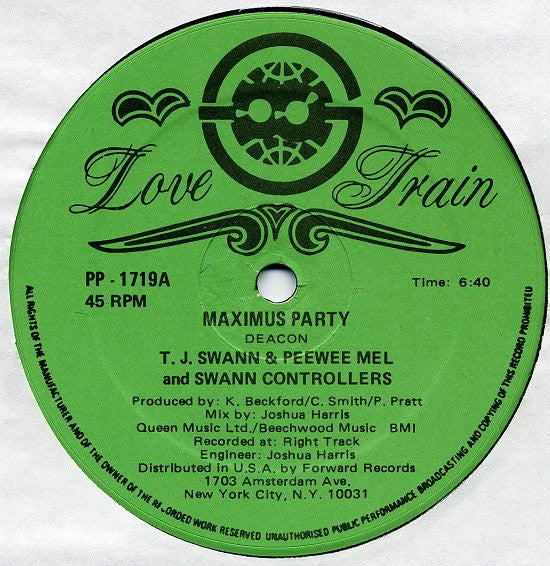 Love Train
PP - 1719A
45 RPM
Time: 6:40
MAXIMUS PARTY
DEACON
T. J. SWANN & PEEWEE MEL
and SWANN CONTROLLERS
Produced by: K. Beckford/C. Smith/P. Pratt
Mix by: Joshua Harris
Queen Music Ltd./Beechwood Music BMI
Recorded at: Right Track
Engineer: Joshua Harris
Distributed in U.S.A. by Forward Records
1703 Amsterdam Ave.
New York City, N.Y. 10031
ALL RIGHTS OF THE MANUFACTURER AND OF THE OWNER OF THE RECORDED WORK RESERVED UNAUTHORISED PUBLIC PERFORMANCE BROADCASTING AND COPYING OF THIS RECORD PROHIBITED